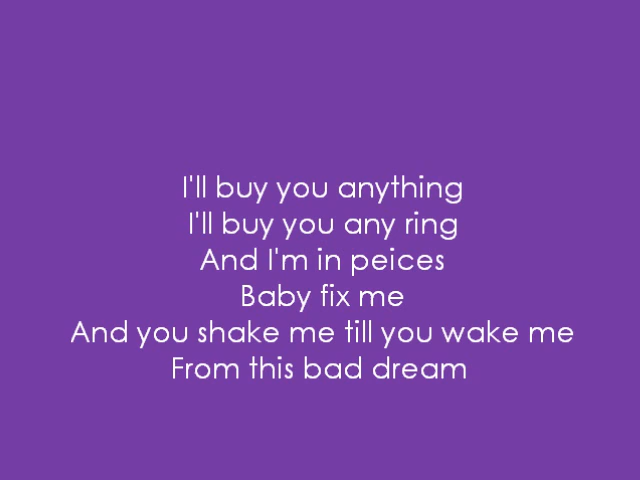 I'll buy you anything
I'll buy you any ring
And I'm in peices
Baby fix me
And you shake me till you wake me
From this bad dream